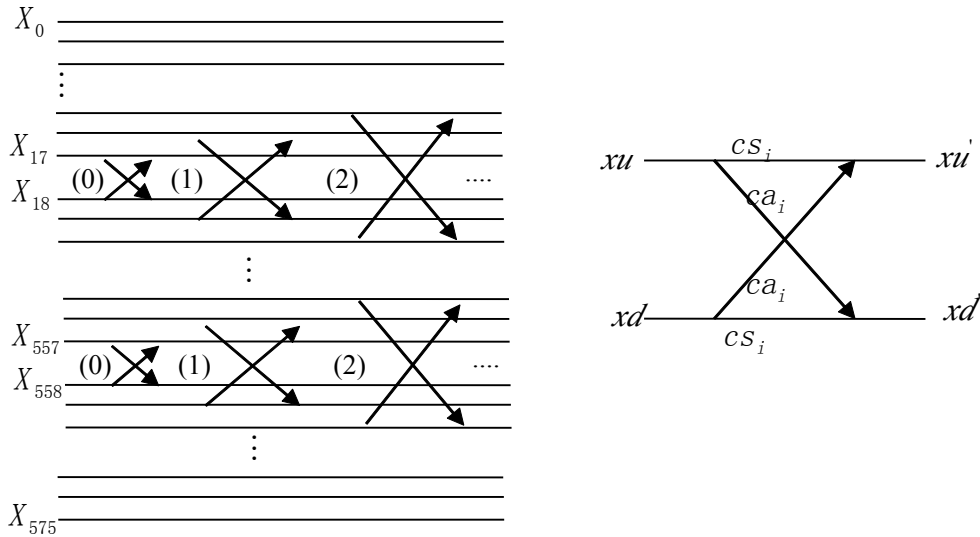 X0
⋮
X17
(0) (1) (2) ····
X18
⋮
X557
(0) (1) (2) ····
X558
⋮
X575
xu csi xu'
cai
cai
xd csi xd'